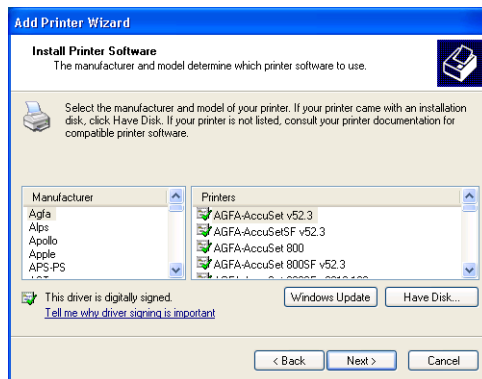 Add Printer Wizard
Install Printer Software
The manufacturer and model determine which printer software to use.
Select the manufacturer and model of your printer. If your printer came with an installation
disk, click Have Disk. If your printer is not listed, consult your printer documentation for
compatible printer software.
Manufacturer
Agfa
Alps
Apollo
Apple
APS-PS
Printers
AGFA-AccuSet v52.3
AGFA-AccuSetSF v52.3
AGFA-AccuSet 800
AGFA-AccuSet 800SF v52.3
This driver is digitally signed.
Tell me why driver signing is important
Windows Update
Have Disk...
< Back
Next >
Cancel